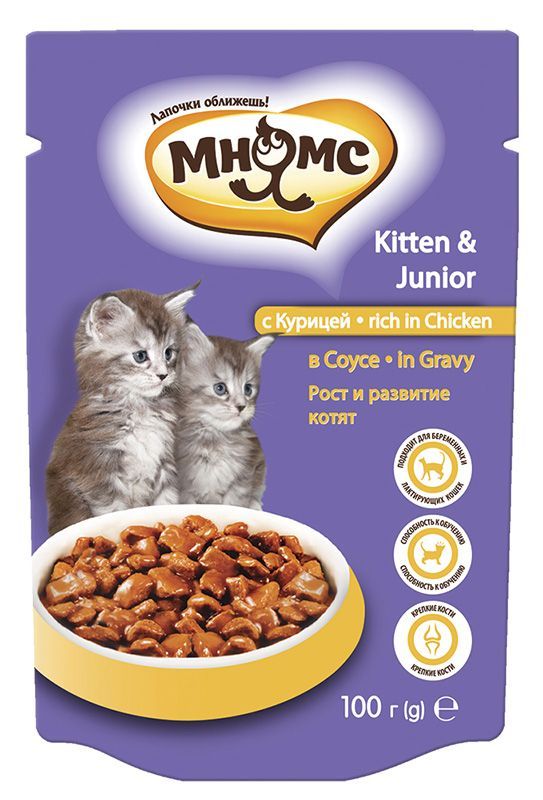 Лапочки оближешь!
МНЯМС
Kitten &
Junior
с Курицей • rich in Chicken
в Соусе • in Gravy
Рост и развитие
котят
ПОДХОДИТ ДЛЯ БЕРЕМЕННЫХ И
ЛАКТИРУЮЩИХ КОШЕК
СПОСОБНОСТЬ К ОБУЧЕНИЮ
СПОСОБНОСТЬ К ОБУЧЕНИЮ
КРЕПКИЕ КОСТИ
КРЕПКИЕ КОСТИ
100 г (g) ℮